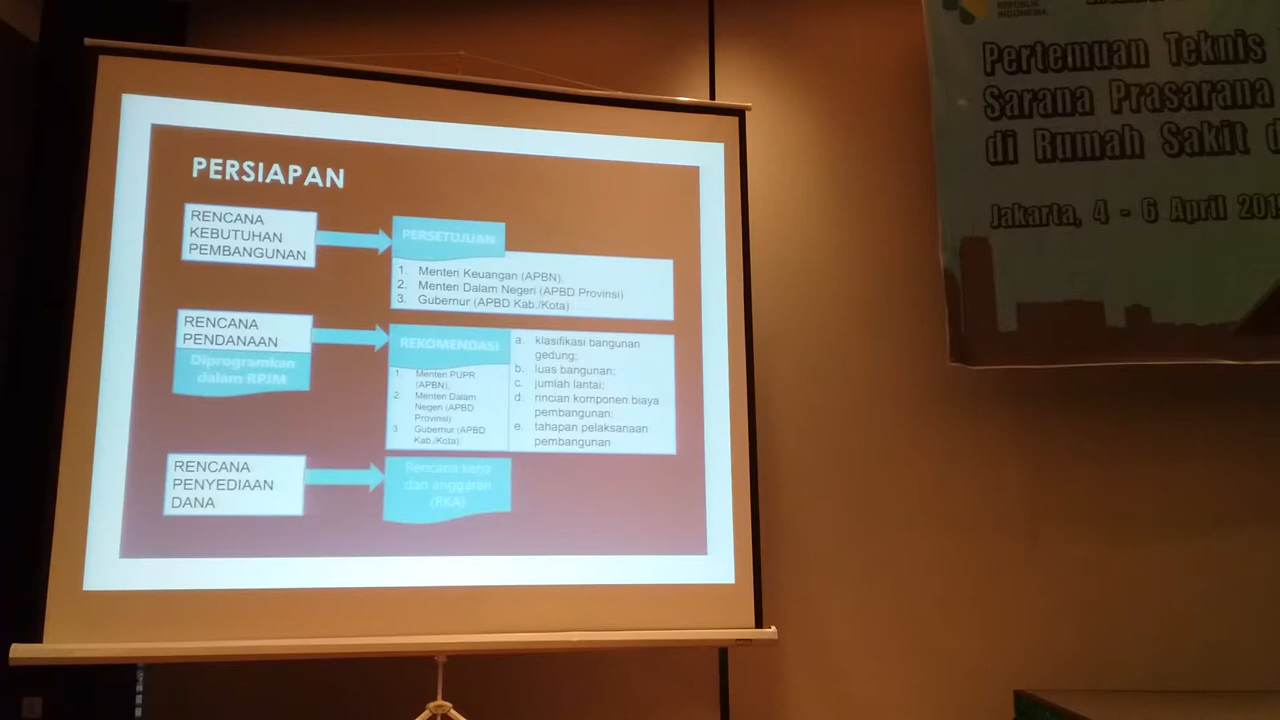 PERSIAPAN
RENCANA
KEBUTUHAN
PEMBANGUNAN
PERSETUJUAN
1. Menteri Keuangan (APBN),
2. Menteri Dalam Negeri (APBD Provinsi)
3. Gubernur (APBD Kab./Kota)
RENCANA
PENDANAAN
Diprogramkan
dalam RPJM
REKOMENDASI
1. Menteri PUPR
(APBN),
2. Menteri Dalam
Negeri (APBD
Provinsi)
3. Gubernur (APBD
Kab./Kota)
a. klasifikasi bangunan
gedung;
b. luas bangunan;
c. jumlah lantai;
d. rincian komponen biaya
pembangunan;
e. tahapan pelaksanaan
pembangunan
RENCANA
PENYEDIAAN
DANA
Rencana kerja
dan anggaran
(RKA)
REPUBLIK
INDONESIA
Pertemuan Teknis
Sarana Prasarana
di Rumah Sakit
Jakarta, 4 - 6 April